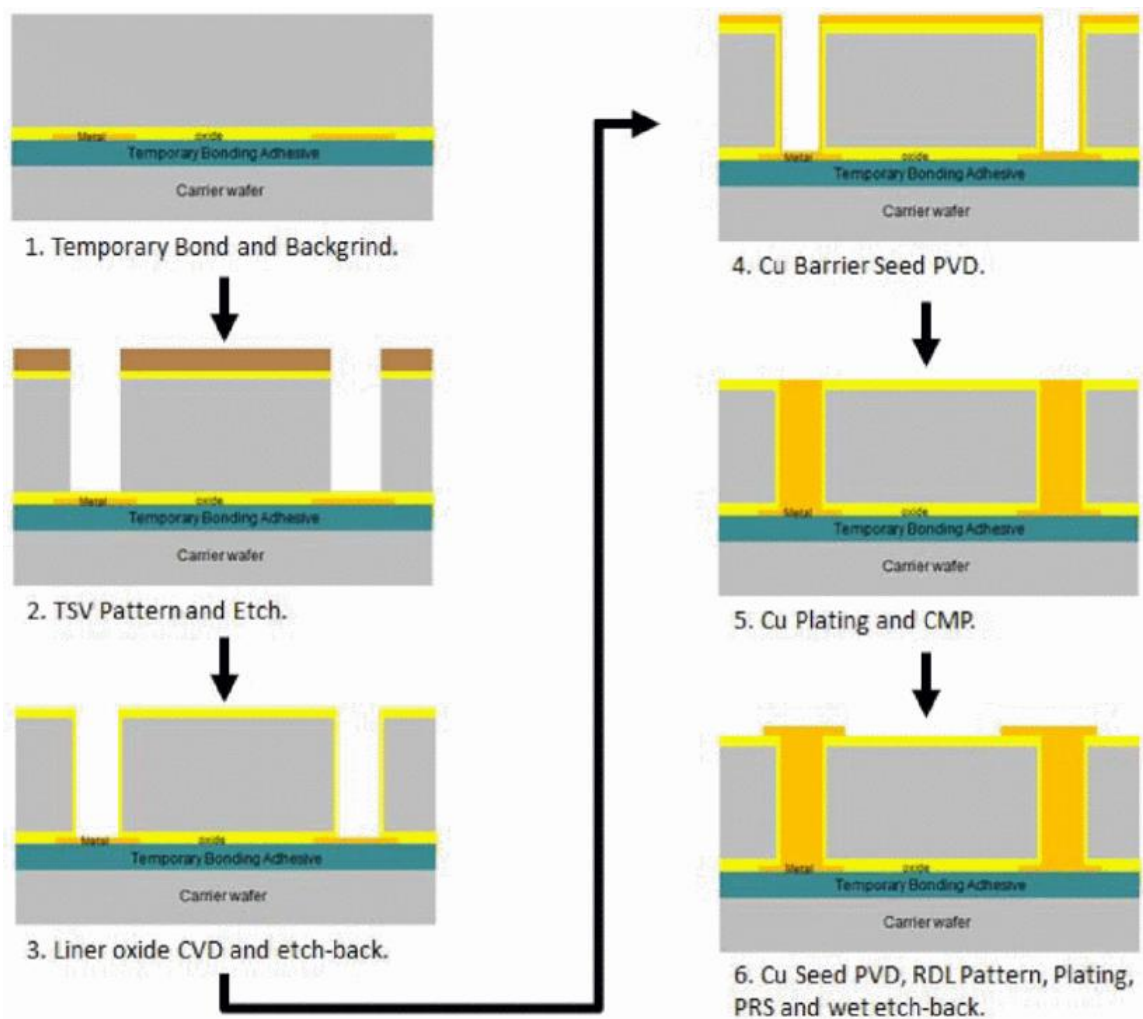 Metal oxide
Temporary Bonding Adhesive
Carrier wafer
1. Temporary Bond and Backgrind.
Metal oxide
Temporary Bonding Adhesive
Carrier wafer
2. TSV Pattern and Etch.
Metal oxide
Temporary Bonding Adhesive
Carrier wafer
3. Liner oxide CVD and etch-back.
Metal oxide
Temporary Bonding Adhesive
Carrier wafer
4. Cu Barrier Seed PVD.
Metal oxide
Temporary Bonding Adhesive
Carrier wafer
5. Cu Plating and CMP.
Metal oxide
Temporary Bonding Adhesive
Carrier wafer
6. Cu Seed PVD, RDL Pattern, Plating,
PRS and wet etch-back.